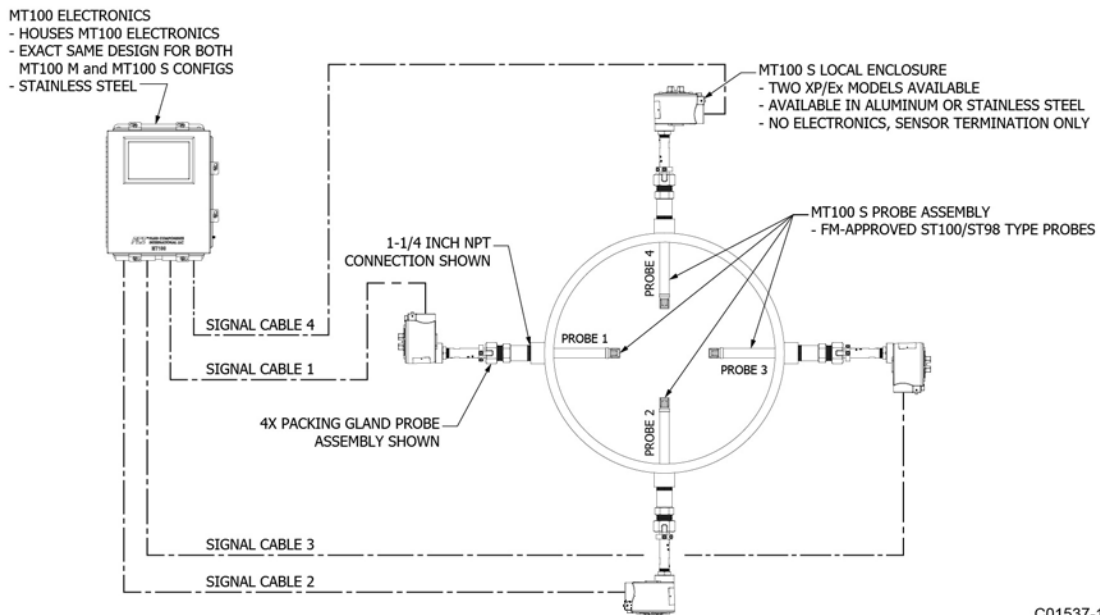 MT100 ELECTRONICS
- HOUSES MT100 ELECTRONICS
- EXACT SAME DESIGN FOR BOTH
MT100 M and MT100 S CONFIGS
- STAINLESS STEEL
MT100 S LOCAL ENCLOSURE
- TWO XP/Ex MODELS AVAILABLE
- AVAILABLE IN ALUMINUM OR STAINLESS STEEL
- NO ELECTRONICS, SENSOR TERMINATION ONLY
MT100 S PROBE ASSEMBLY
- FM-APPROVED ST100/ST98 TYPE PROBES
1-1/4 INCH NPT
CONNECTION SHOWN
PROBE 4
FLUID COMPONENTS
INTERNATIONAL LLC
MT100
SIGNAL CABLE 4
PROBE 1
SIGNAL CABLE 1
PROBE 3
4X PACKING GLAND PROBE
ASSEMBLY SHOWN
PROBE 2
SIGNAL CABLE 3
SIGNAL CABLE 2